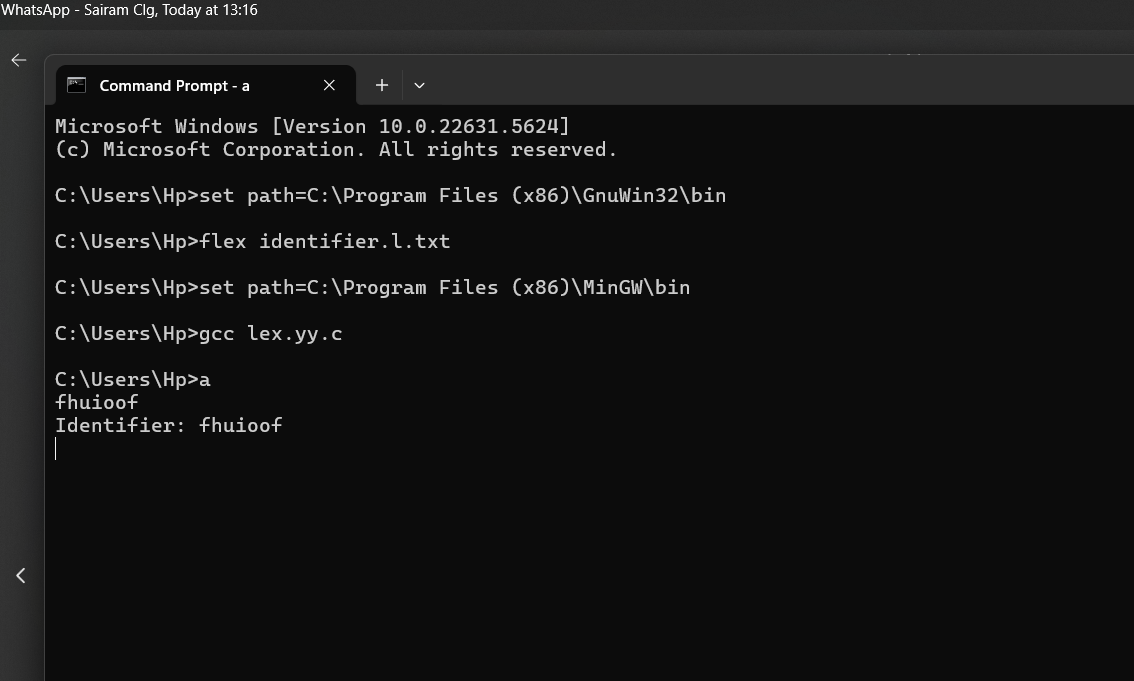 WhatsApp - Sairam Clg, Today at 13:16
Command Prompt - a
Microsoft Windows [Version 10.0.22631.5624]
(c) Microsoft Corporation. All rights reserved.
C:\Users\Hp>set path=C:\Program Files (x86)\GnuWin32\bin
C:\Users\Hp>flex identifier.l.txt
C:\Users\Hp>set path=C:\Program Files (x86)\MinGW\bin
C:\Users\Hp>gcc lex.yy.c
C:\Users\Hp>a
fhuioof
Identifier: fhuioof